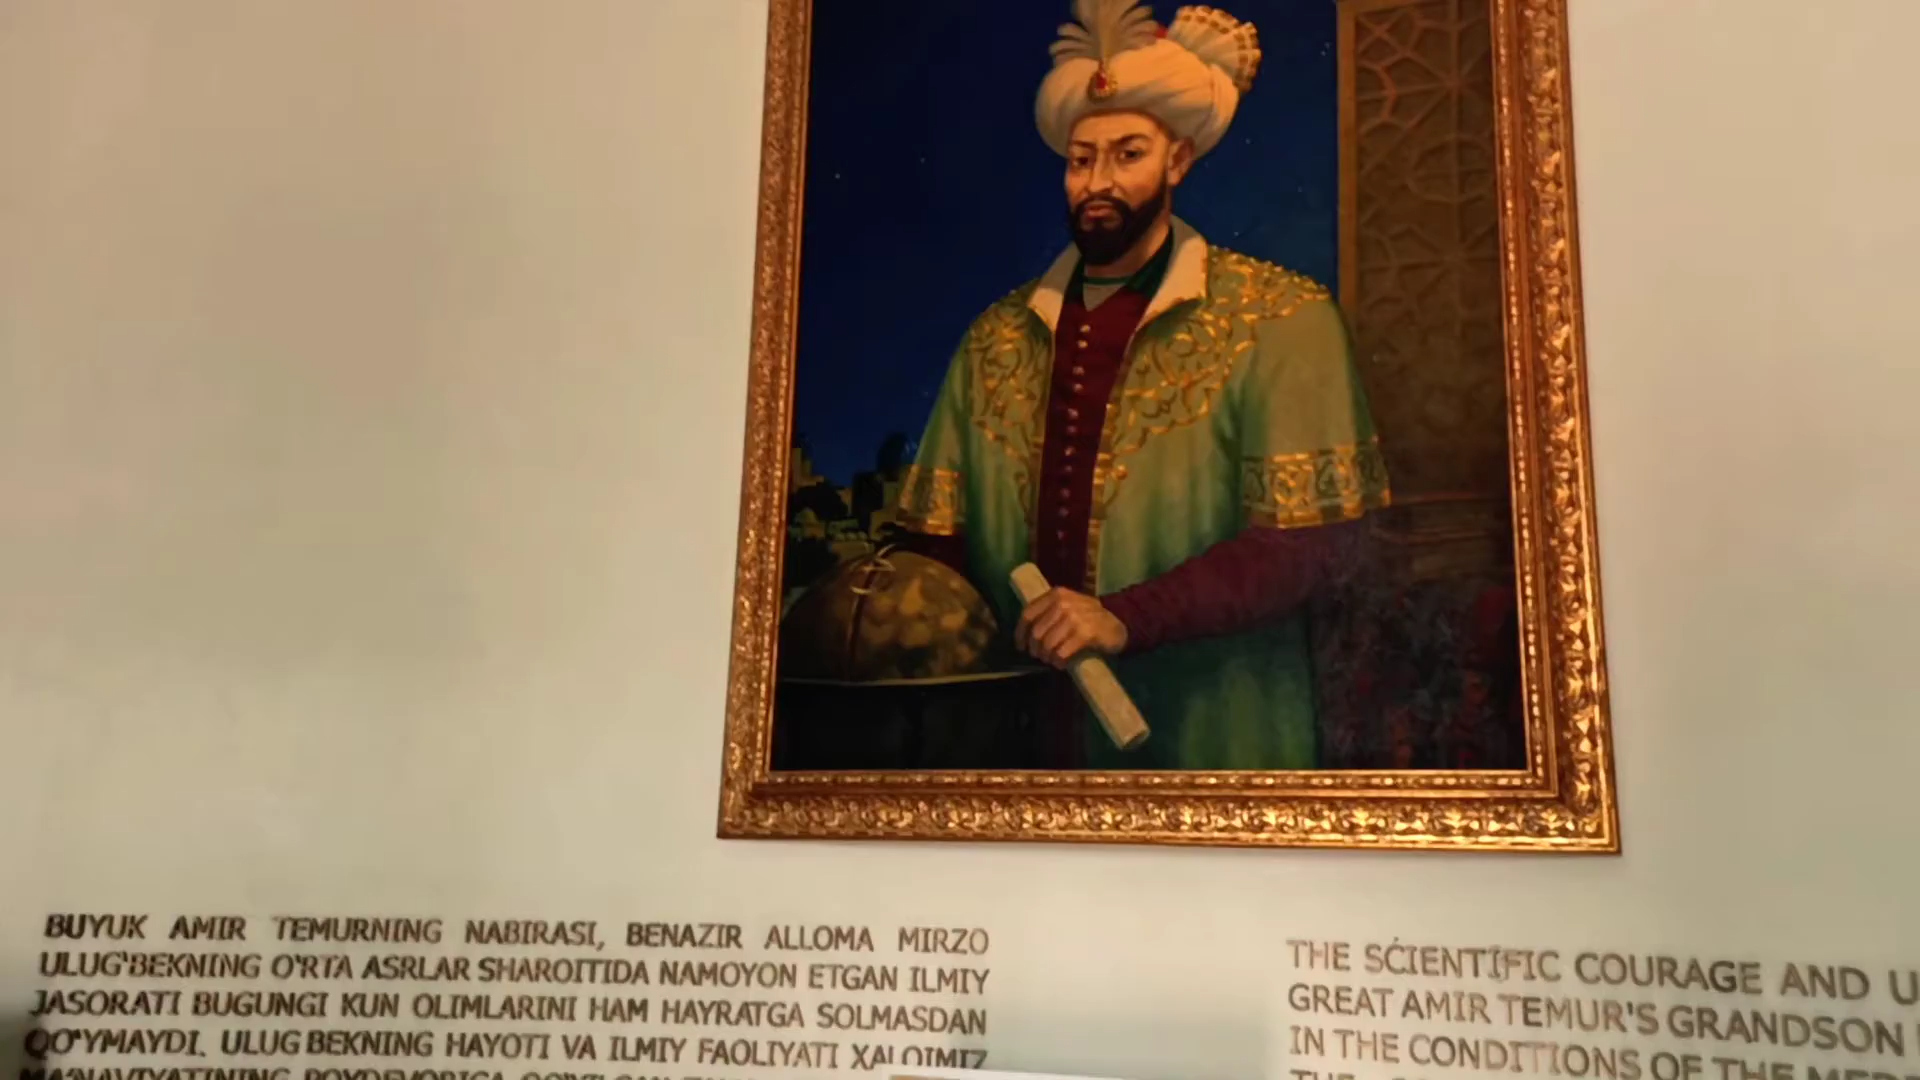 BUYUK AMIR TEMURNING NABIRASI, BENAZIR ALLOMA MIRZO
ULUG'BEKNING O'RTA ASRLAR SHAROITIDA NAMOYON ETGAN ILMIY
JASORATI BUGUNGI KUN OLIMLARINI HAM HAYRATGA SOLMASDAN
QO'YMAYDI. ULUG'BEKNING HAYOTI VA ILMIY FAOLIYATI XALQIMIZ
THE SCIENTIFIC COURAGE AND
GREAT AMIR TEMUR'S GRANDSON
IN THE CONDITIONS OF THE